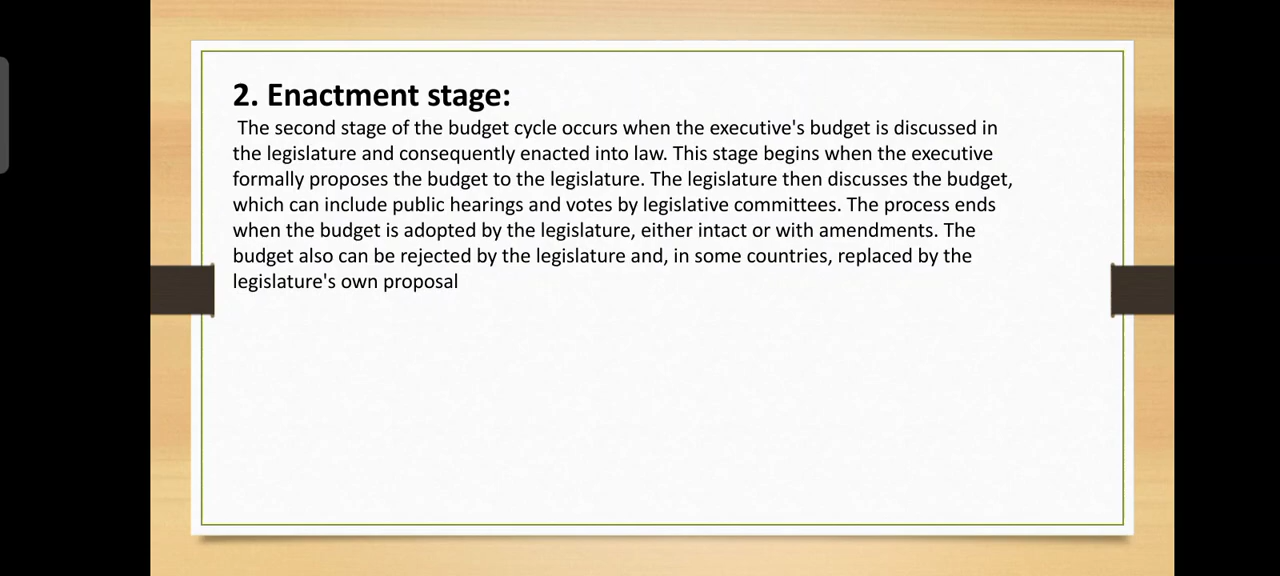 2. Enactment stage:
The second stage of the budget cycle occurs when the executive's budget is discussed in
the legislature and consequently enacted into law. This stage begins when the executive
formally proposes the budget to the legislature. The legislature then discusses the budget,
which can include public hearings and votes by legislative committees. The process ends
when the budget is adopted by the legislature, either intact or with amendments. The
budget also can be rejected by the legislature and, in some countries, replaced by the
legislature's own proposal